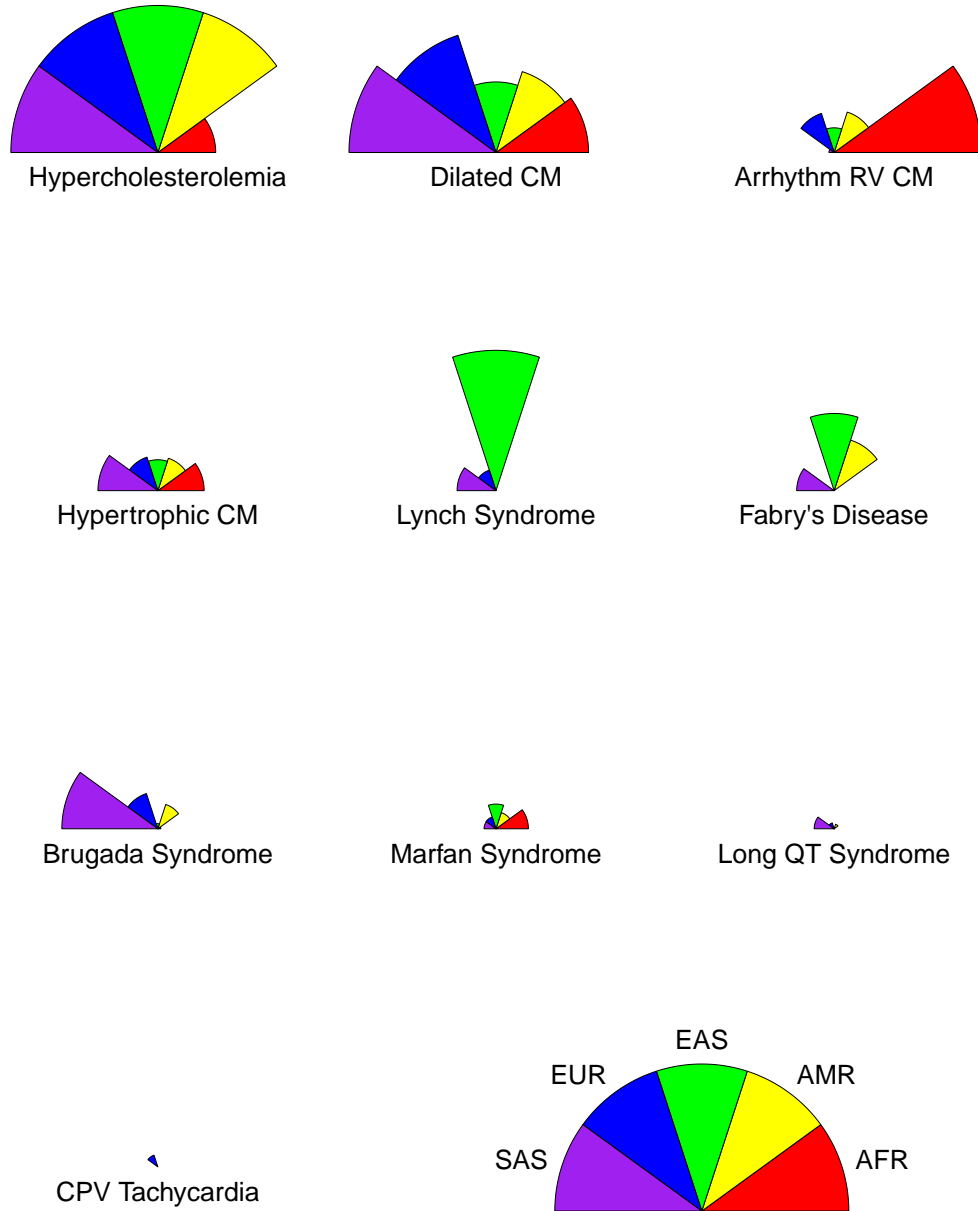 Hypercholesterolemia
Dilated CM
Arrhythm RV CM
Hypertrophic CM
Lynch Syndrome
Fabry's Disease
Brugada Syndrome
Marfan Syndrome
Long QT Syndrome
CPV Tachycardia
EAS
EUR
AMR
SAS
AFR